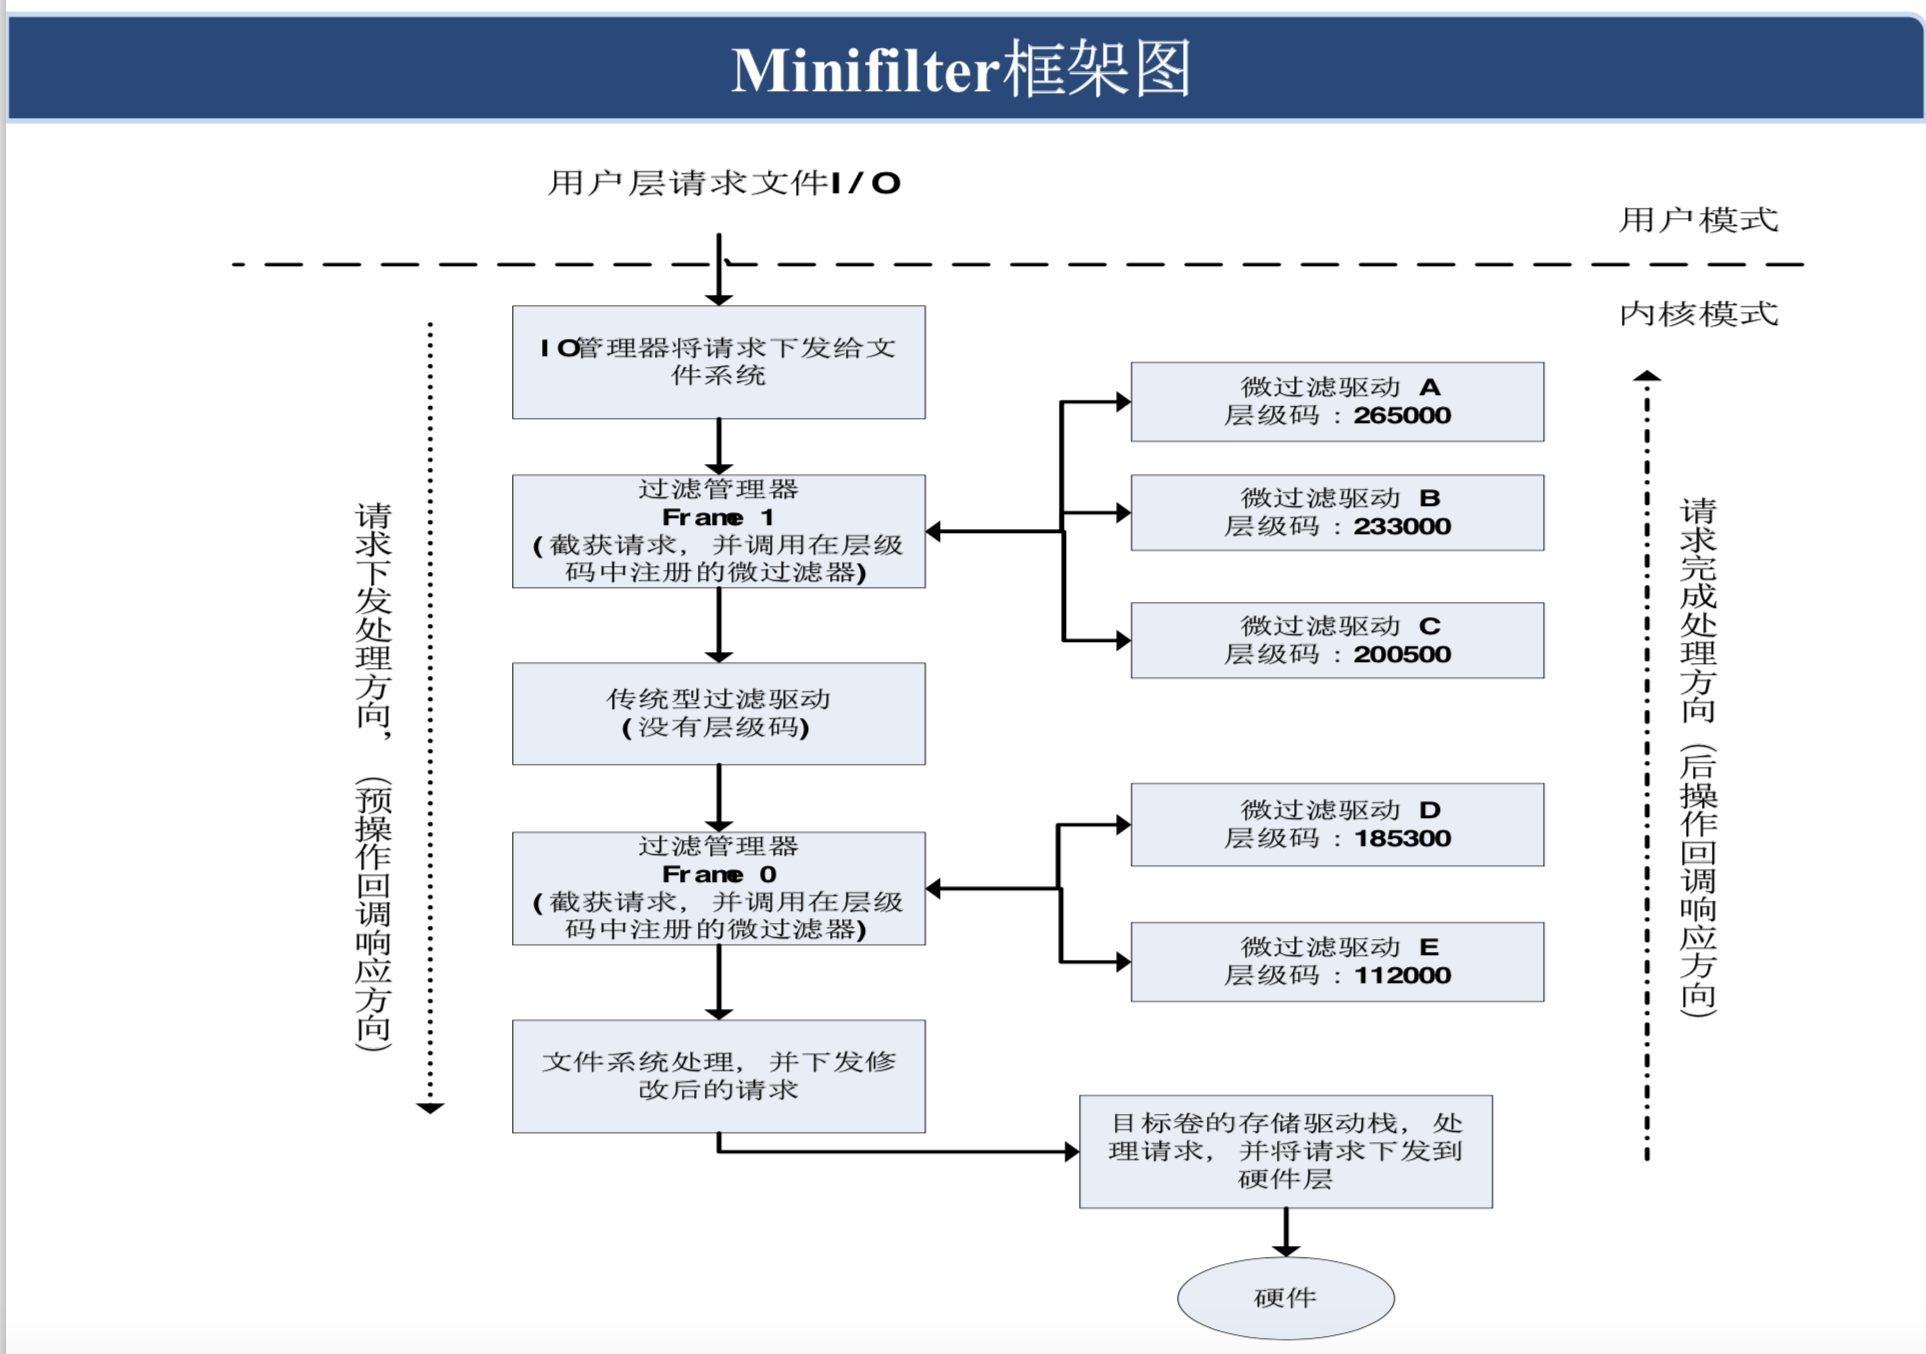 Minifilter框架图
用户层请求文件I/O
用户模式
内核模式
IO管理器将请求下发给文
件系统
过滤管理器
Frame 1
(截获请求，并调用在层级
码中注册的微过滤器)
传统型过滤驱动
(没有层级码)
过滤管理器
Frame 0
(截获请求，并调用在层级
码中注册的微过滤器)
文件系统处理，并下发修
改后的请求
微过滤驱动 A
层级码：265000
微过滤驱动 B
层级码：233000
微过滤驱动 C
层级码：200500
微过滤驱动 D
层级码：185300
微过滤驱动 E
层级码：112000
目标卷的存储驱动栈，处
理请求，并将请求下发到
硬件层
硬件
请求下发处理方向，（预操作回调响应方向）
请求完成处理方向（后操作回调响应方向）